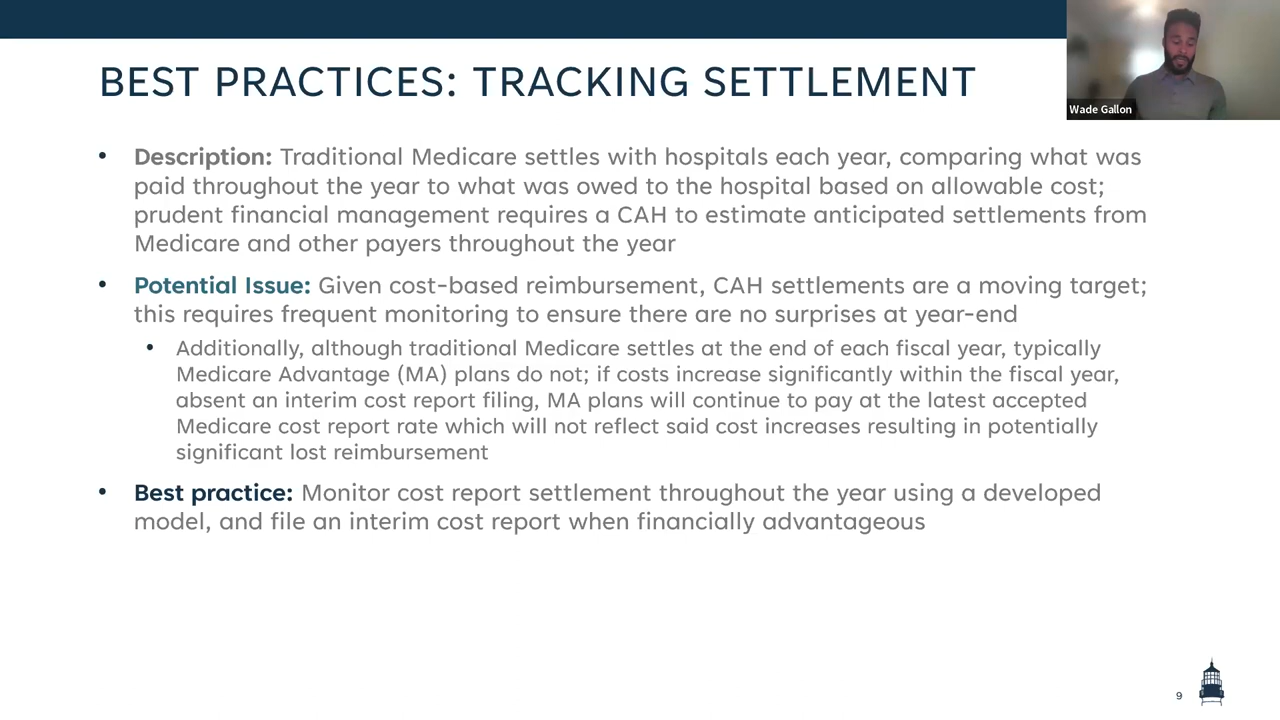 BEST PRACTICES: TRACKING SETTLEMENT
Wade Gallon
• Description: Traditional Medicare settles with hospitals each year, comparing what was
paid throughout the year to what was owed to the hospital based on allowable cost;
prudent financial management requires a CAH to estimate anticipated settlements from
Medicare and other payers throughout the year
• Potential Issue: Given cost-based reimbursement, CAH settlements are a moving target;
this requires frequent monitoring to ensure there are no surprises at year-end
• Additionally, although traditional Medicare settles at the end of each fiscal year, typically
Medicare Advantage (MA) plans do not; if costs increase significantly within the fiscal year,
absent an interim cost report filing, MA plans will continue to pay at the latest accepted
Medicare cost report rate which will not reflect said cost increases resulting in potentially
significant lost reimbursement
• Best practice: Monitor cost report settlement throughout the year using a developed
model, and file an interim cost report when financially advantageous
9